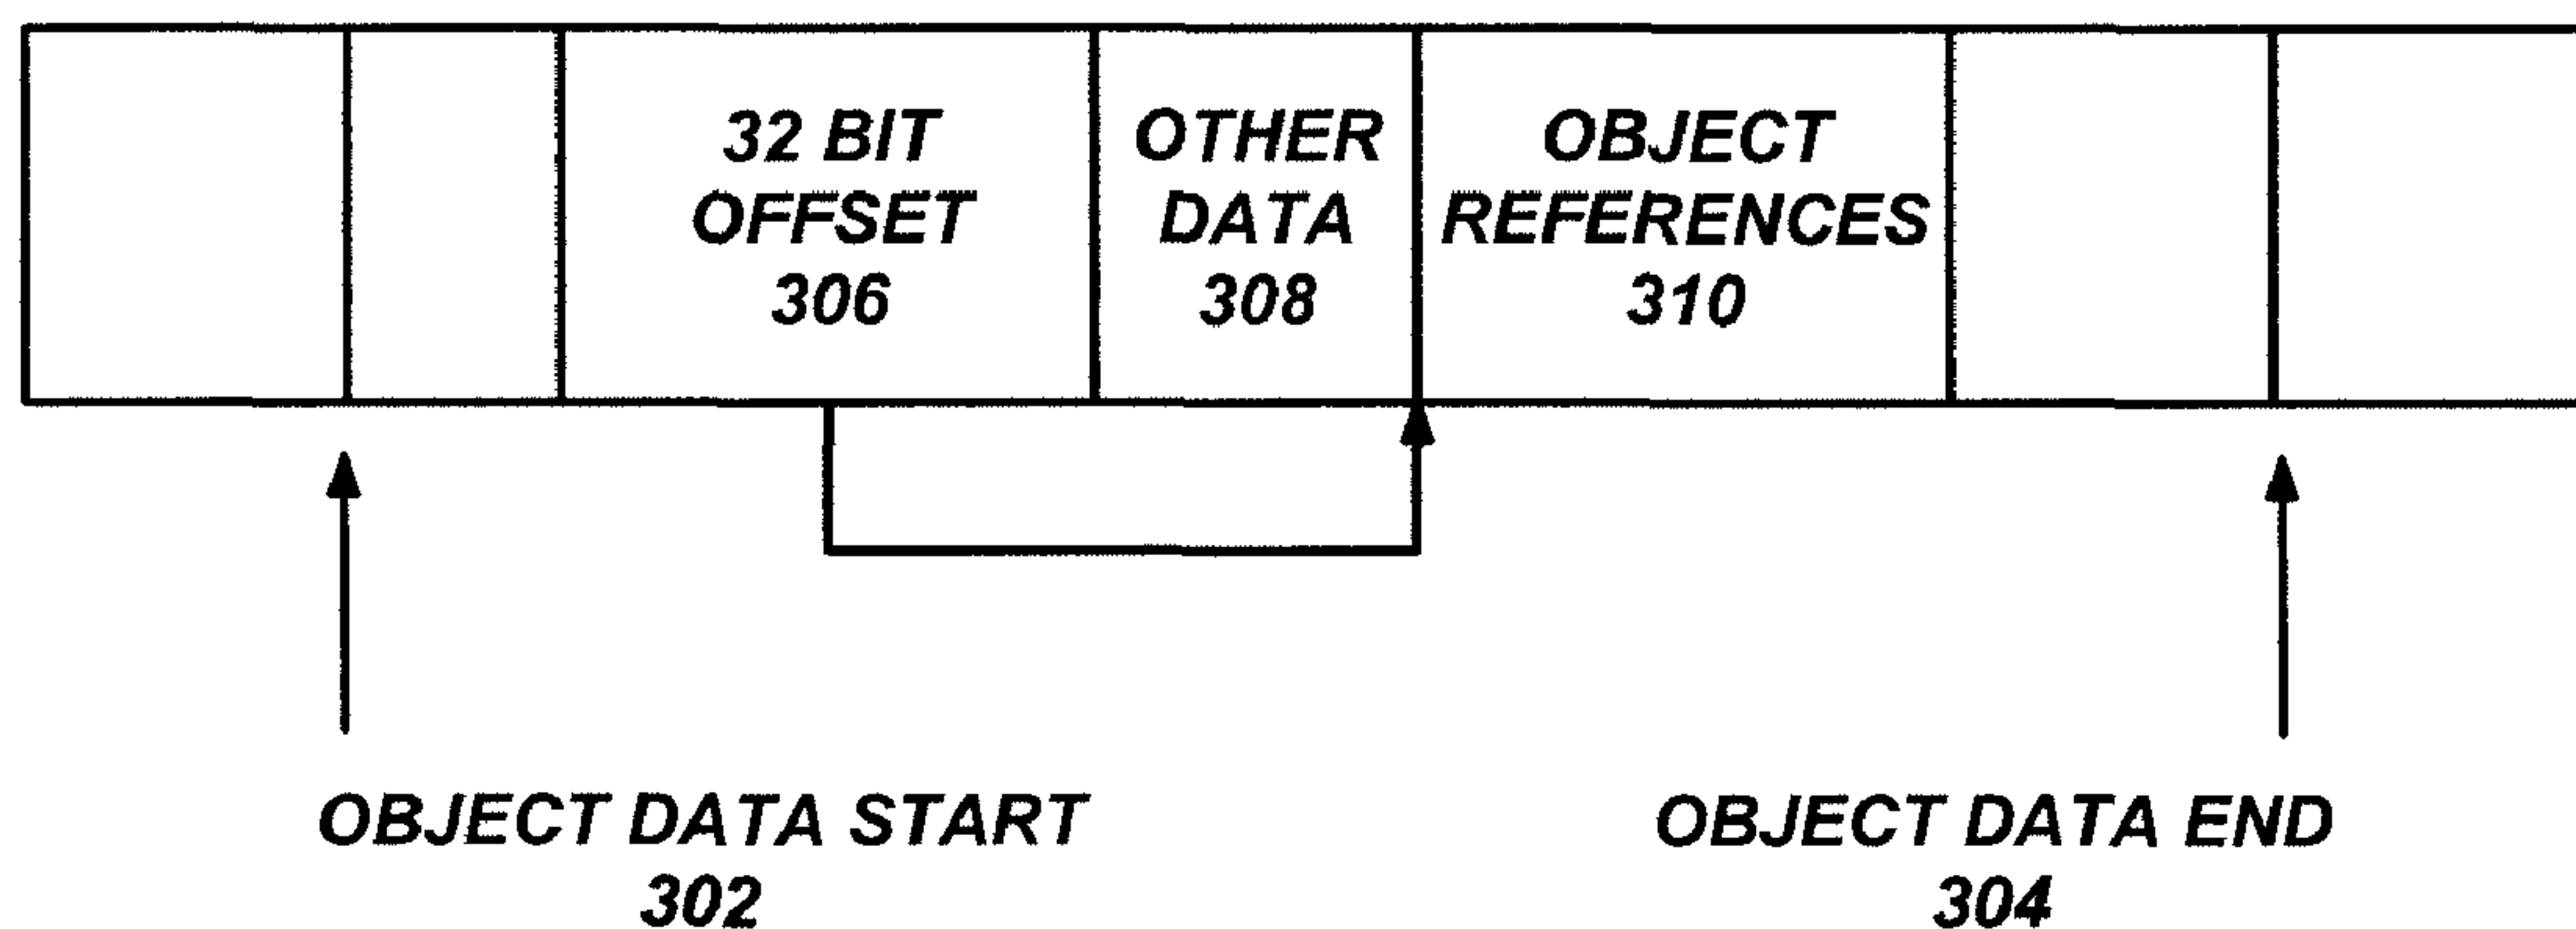 32 BIT
OFFSET
306
OTHER
DATA
308
OBJECT
REFERENCES
310
OBJECT DATA START
302
OBJECT DATA END
304